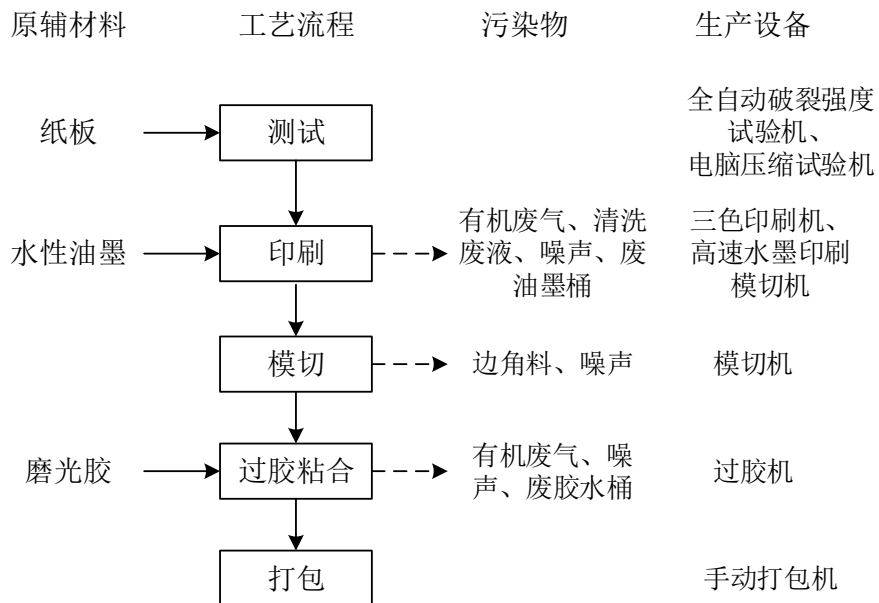 原辅材料 工艺流程 污染物 生产设备
全自动破裂强度
试验机、
电脑压缩试验机
纸板 测试
水性油墨 印刷
有机废气、清洗
废液、噪声、废
油墨桶
三色印刷机、
高速水墨印刷
模切机
模切 边角料、噪声 模切机
磨光胶 过胶粘合
有机废气、噪
声、废胶水桶
过胶机
打包 手动打包机